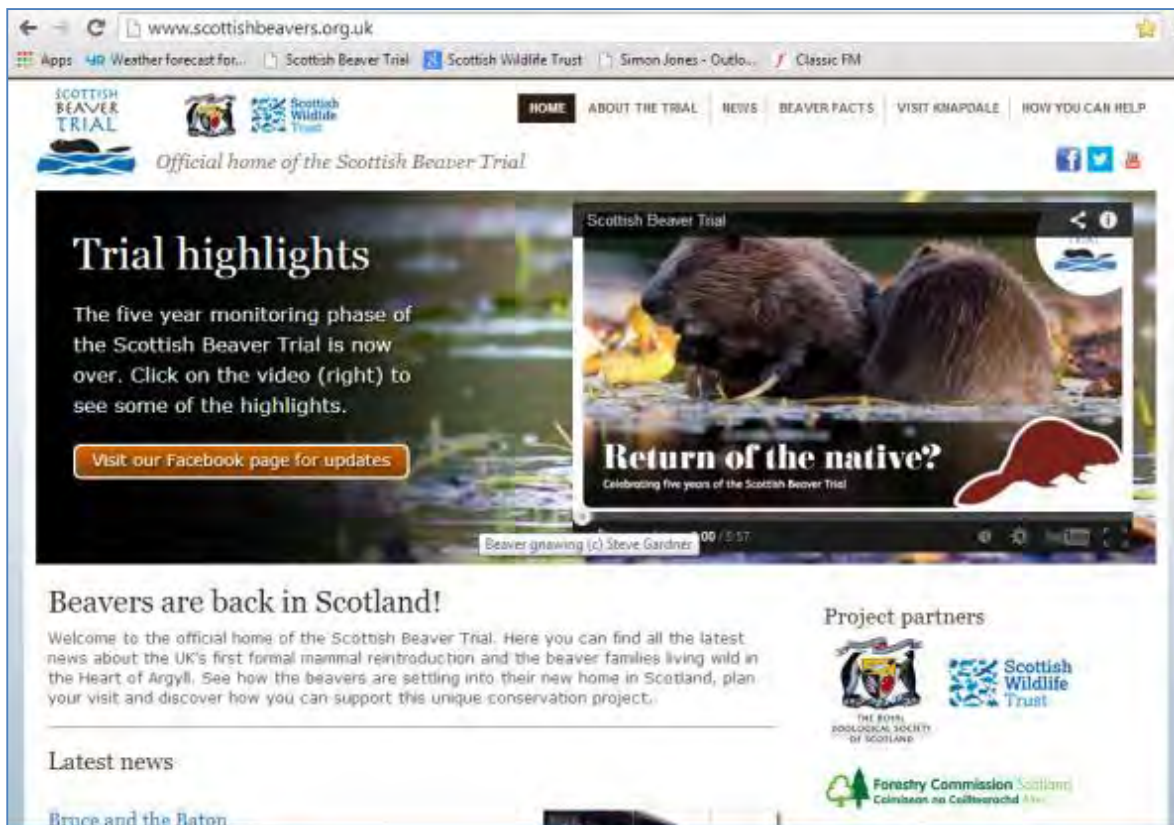 www.scottishbeavers.org.uk
Apps Weather forecast for... Scottish Beaver Trial Scottish Wildlife Trust Simon Jones - Outlo... Classic FM
SCOTTISH
BEAVER
TRIAL
Scottish
Wildlife
Trust
HOME ABOUT THE TRIAL NEWS BEAVER FACTS VISIT KNAPDALE HOW YOU CAN HELP
Official home of the Scottish Beaver Trial
Trial highlights
The five year monitoring phase of
the Scottish Beaver Trial is now
over. Click on the video (right) to
see some of the highlights.
Visit our Facebook page for updates
Scottish Beaver Trial
TRIAL
Return of the native?
Celebrating five years of the Scottish Beaver Trial
Beaver gnawing (c) Steve Gardner
00 / 5:57
Beavers are back in Scotland!
Welcome to the official home of the Scottish Beaver Trial. Here you can find all the latest
news about the UK's first formal mammal reintroduction and the beaver families living wild in
the Heart of Argyll. See how the beavers are settling into their new home in Scotland, plan
your visit and discover how you can support this unique conservation project.
Project partners
THE ROYAL
ZOOLOGICAL SOCIETY
OF SCOTLAND
Scottish
Wildlife
Trust
Forestry Commission Scotland
Coimisean na Coilltearachd Alba
Latest news
Bruce and the Baton